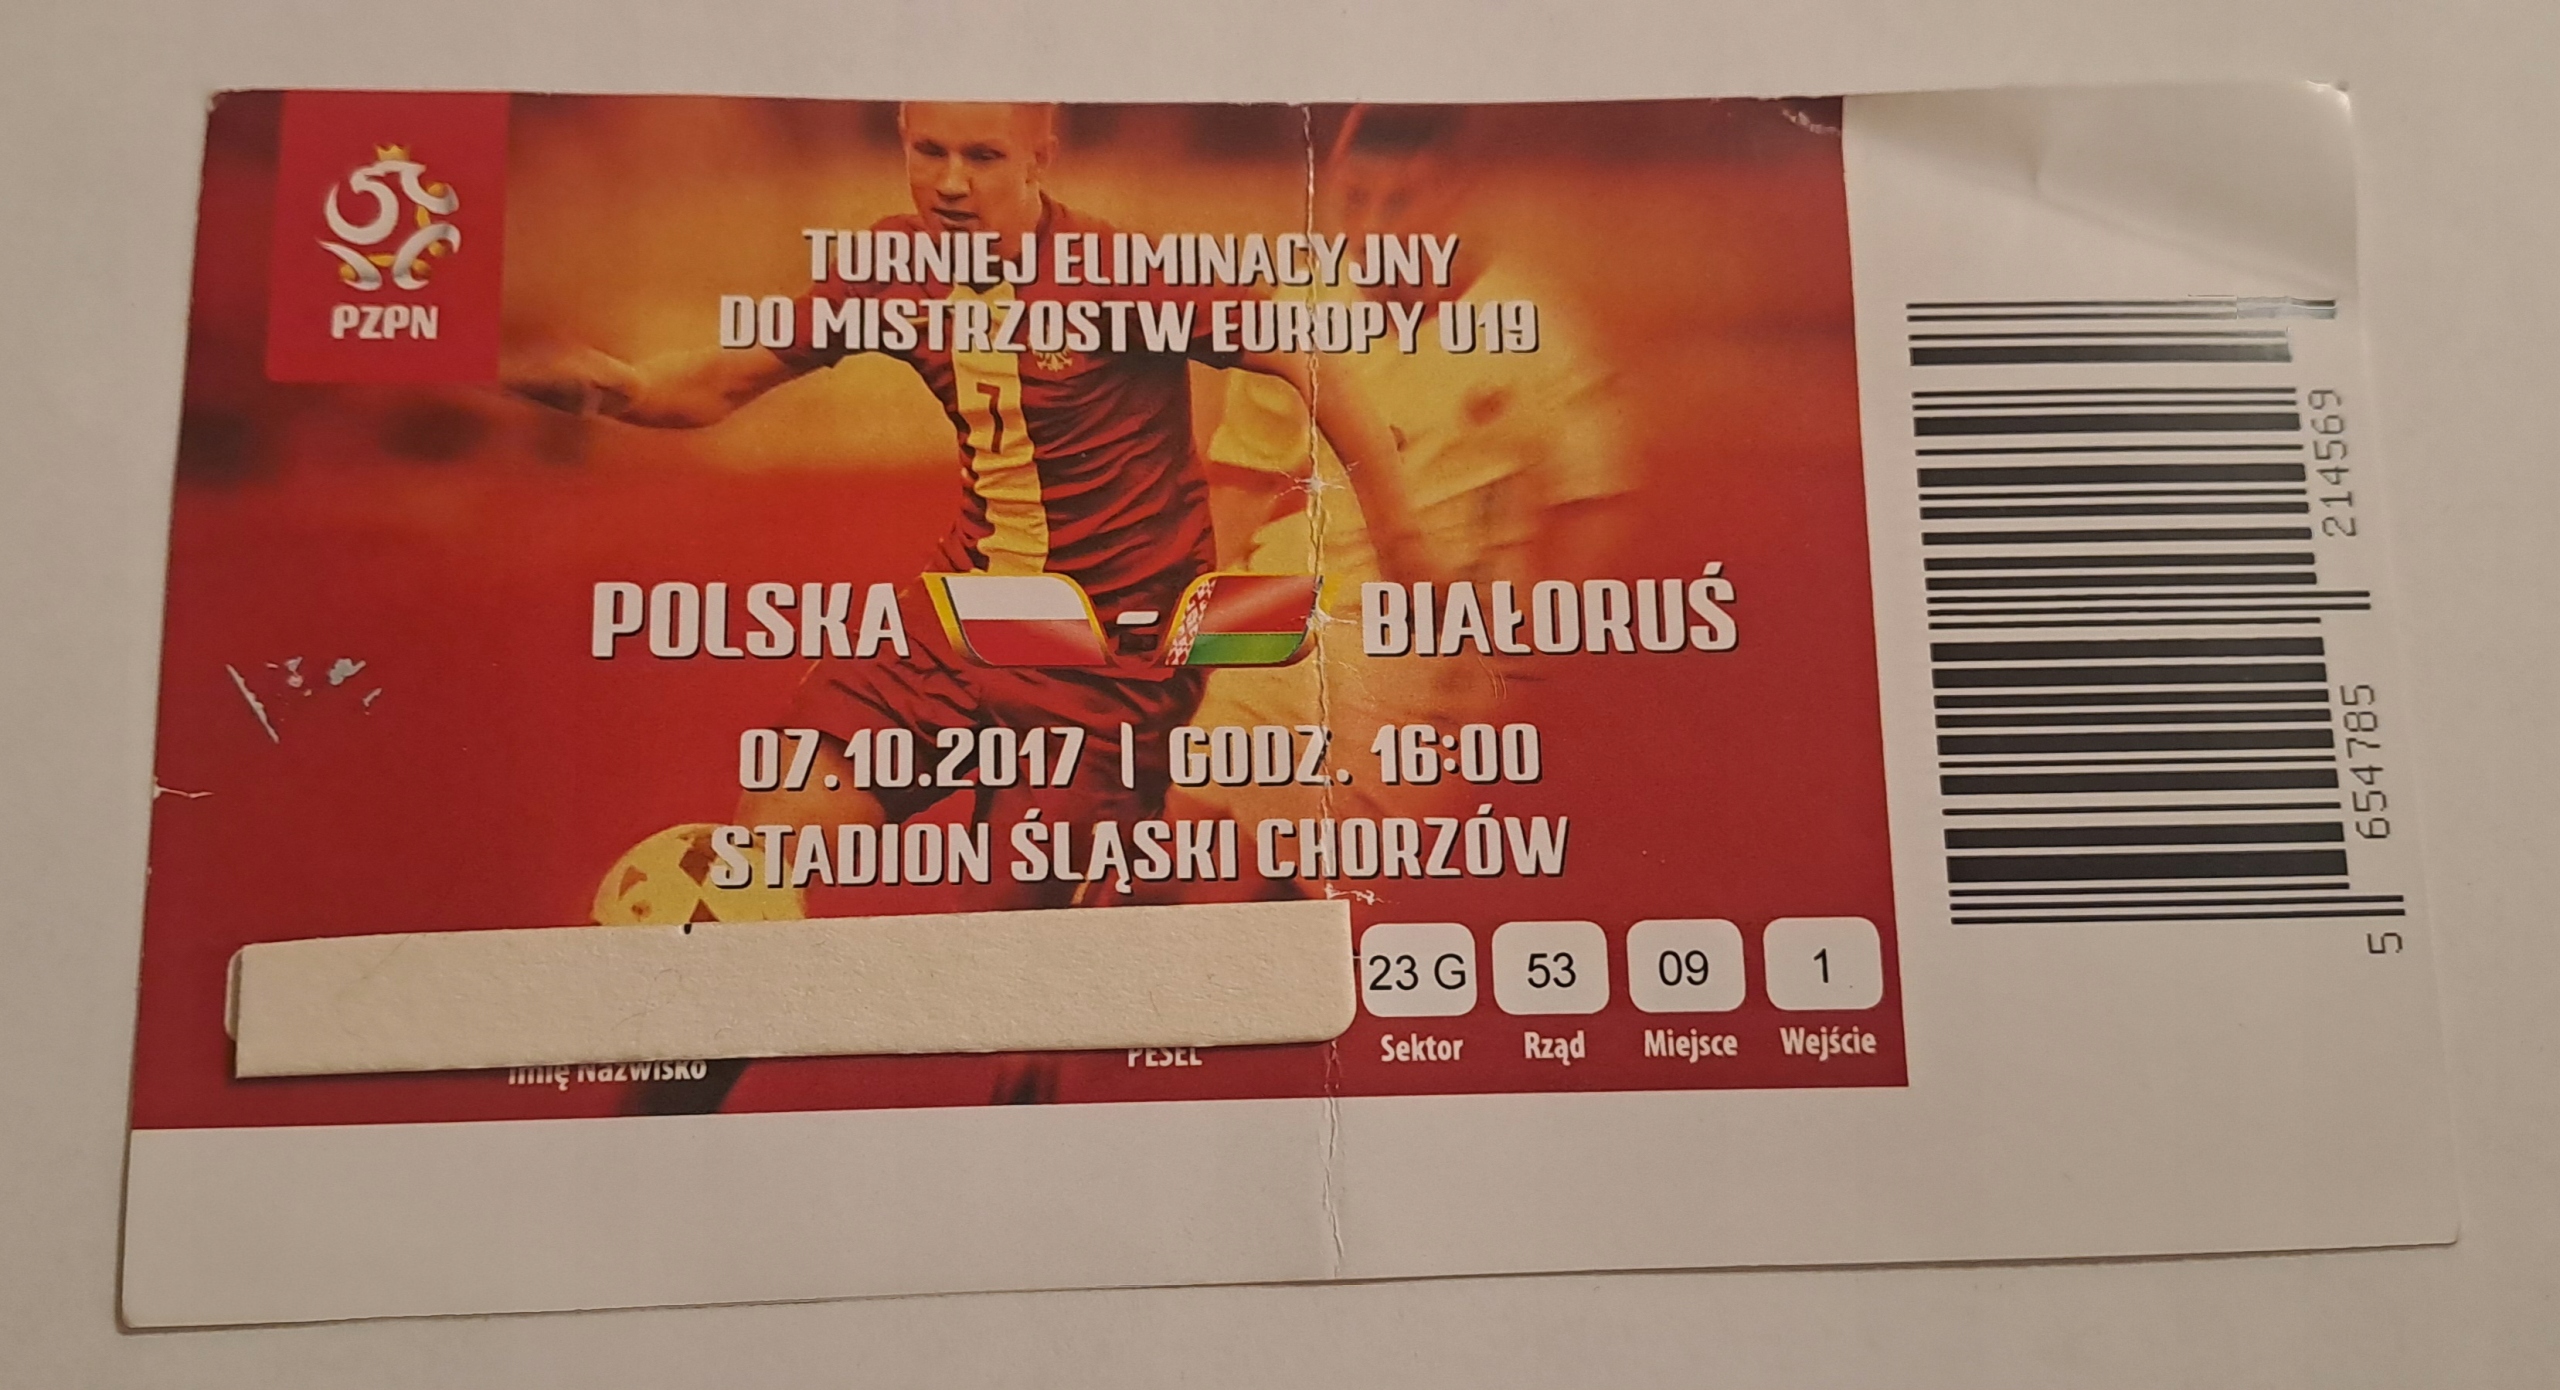 PZPN
TURNIEJ ELIMINACYJNY
DO MISTRZOSTW EUROPY U19
7
POLSKA - BIAŁORUŚ
07.10.2017 | GODZ. 16:00
STADION ŚLĄSKI CHORZÓW
23 G 53 09 1
Sektor Rząd Miejsce Wejście
Imię Nazwisko PESEL
5 654785 214569